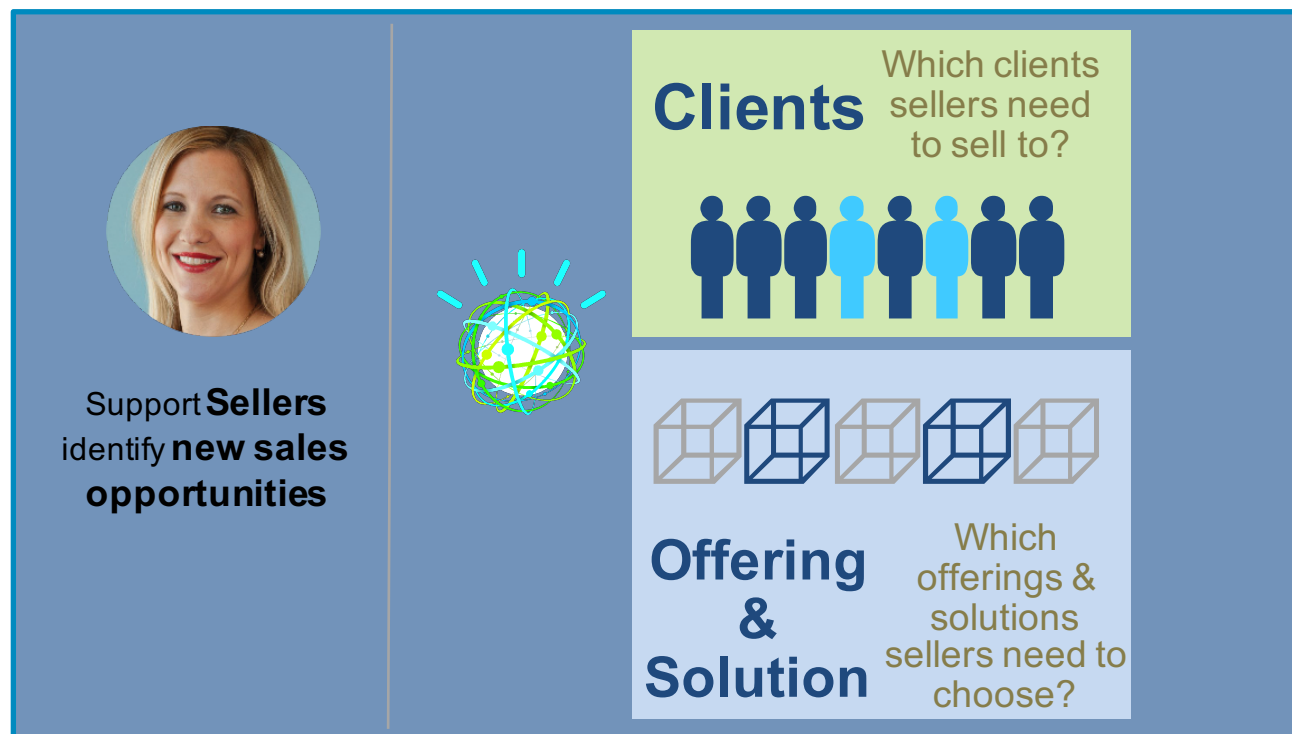 Support Sellers
identify new sales
opportunities
Clients
Which clients
sellers need
to sell to?
Offering
&
Solution
Which
offerings &
solutions
sellers need to
choose?